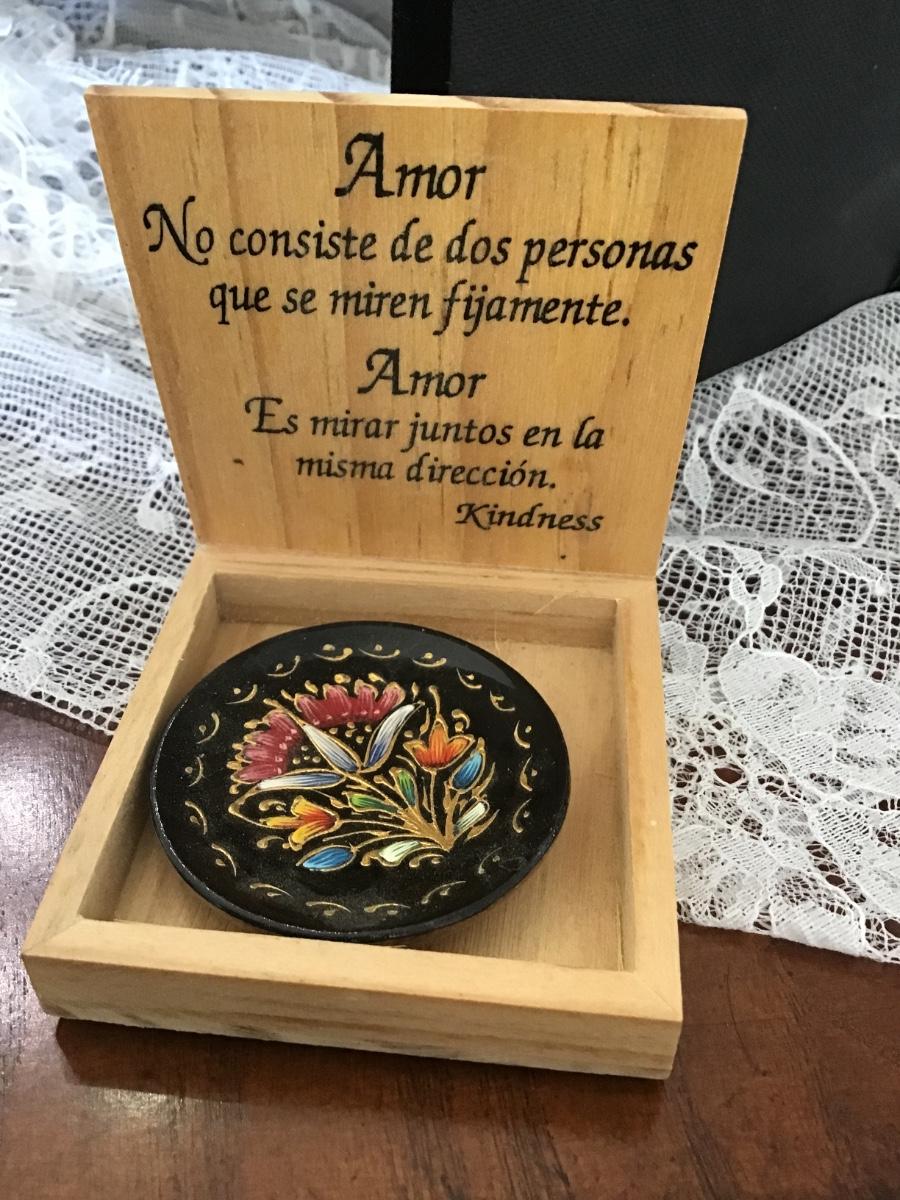 Amor
No consiste de dos personas
que se miren fijamente.
Amor
Es mirar juntos en la
misma dirección.
Kindness